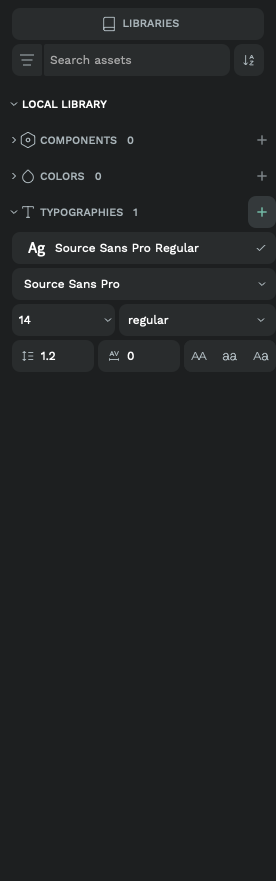 LIBRARIES
Search assets
LOCAL LIBRARY
COMPONENTS 0
COLORS 0
TYPOGRAPHIES 1
Ag Source Sans Pro Regular
Source Sans Pro
14 regular
1.2 AV 0 AA aa Aa